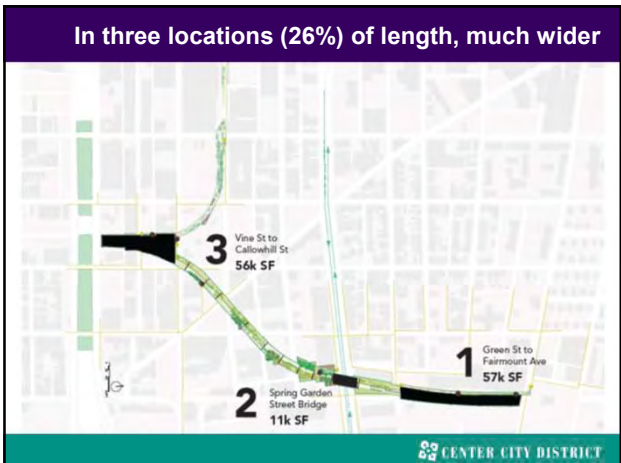 In three locations (26%) of length, much wider
3
Vine St to
Callowhill St
56k SF
1
Green St to
Fairmount Ave
57k SF
2
Spring Garden
Street Bridge
11k SF
CENTER CITY DISTRICT